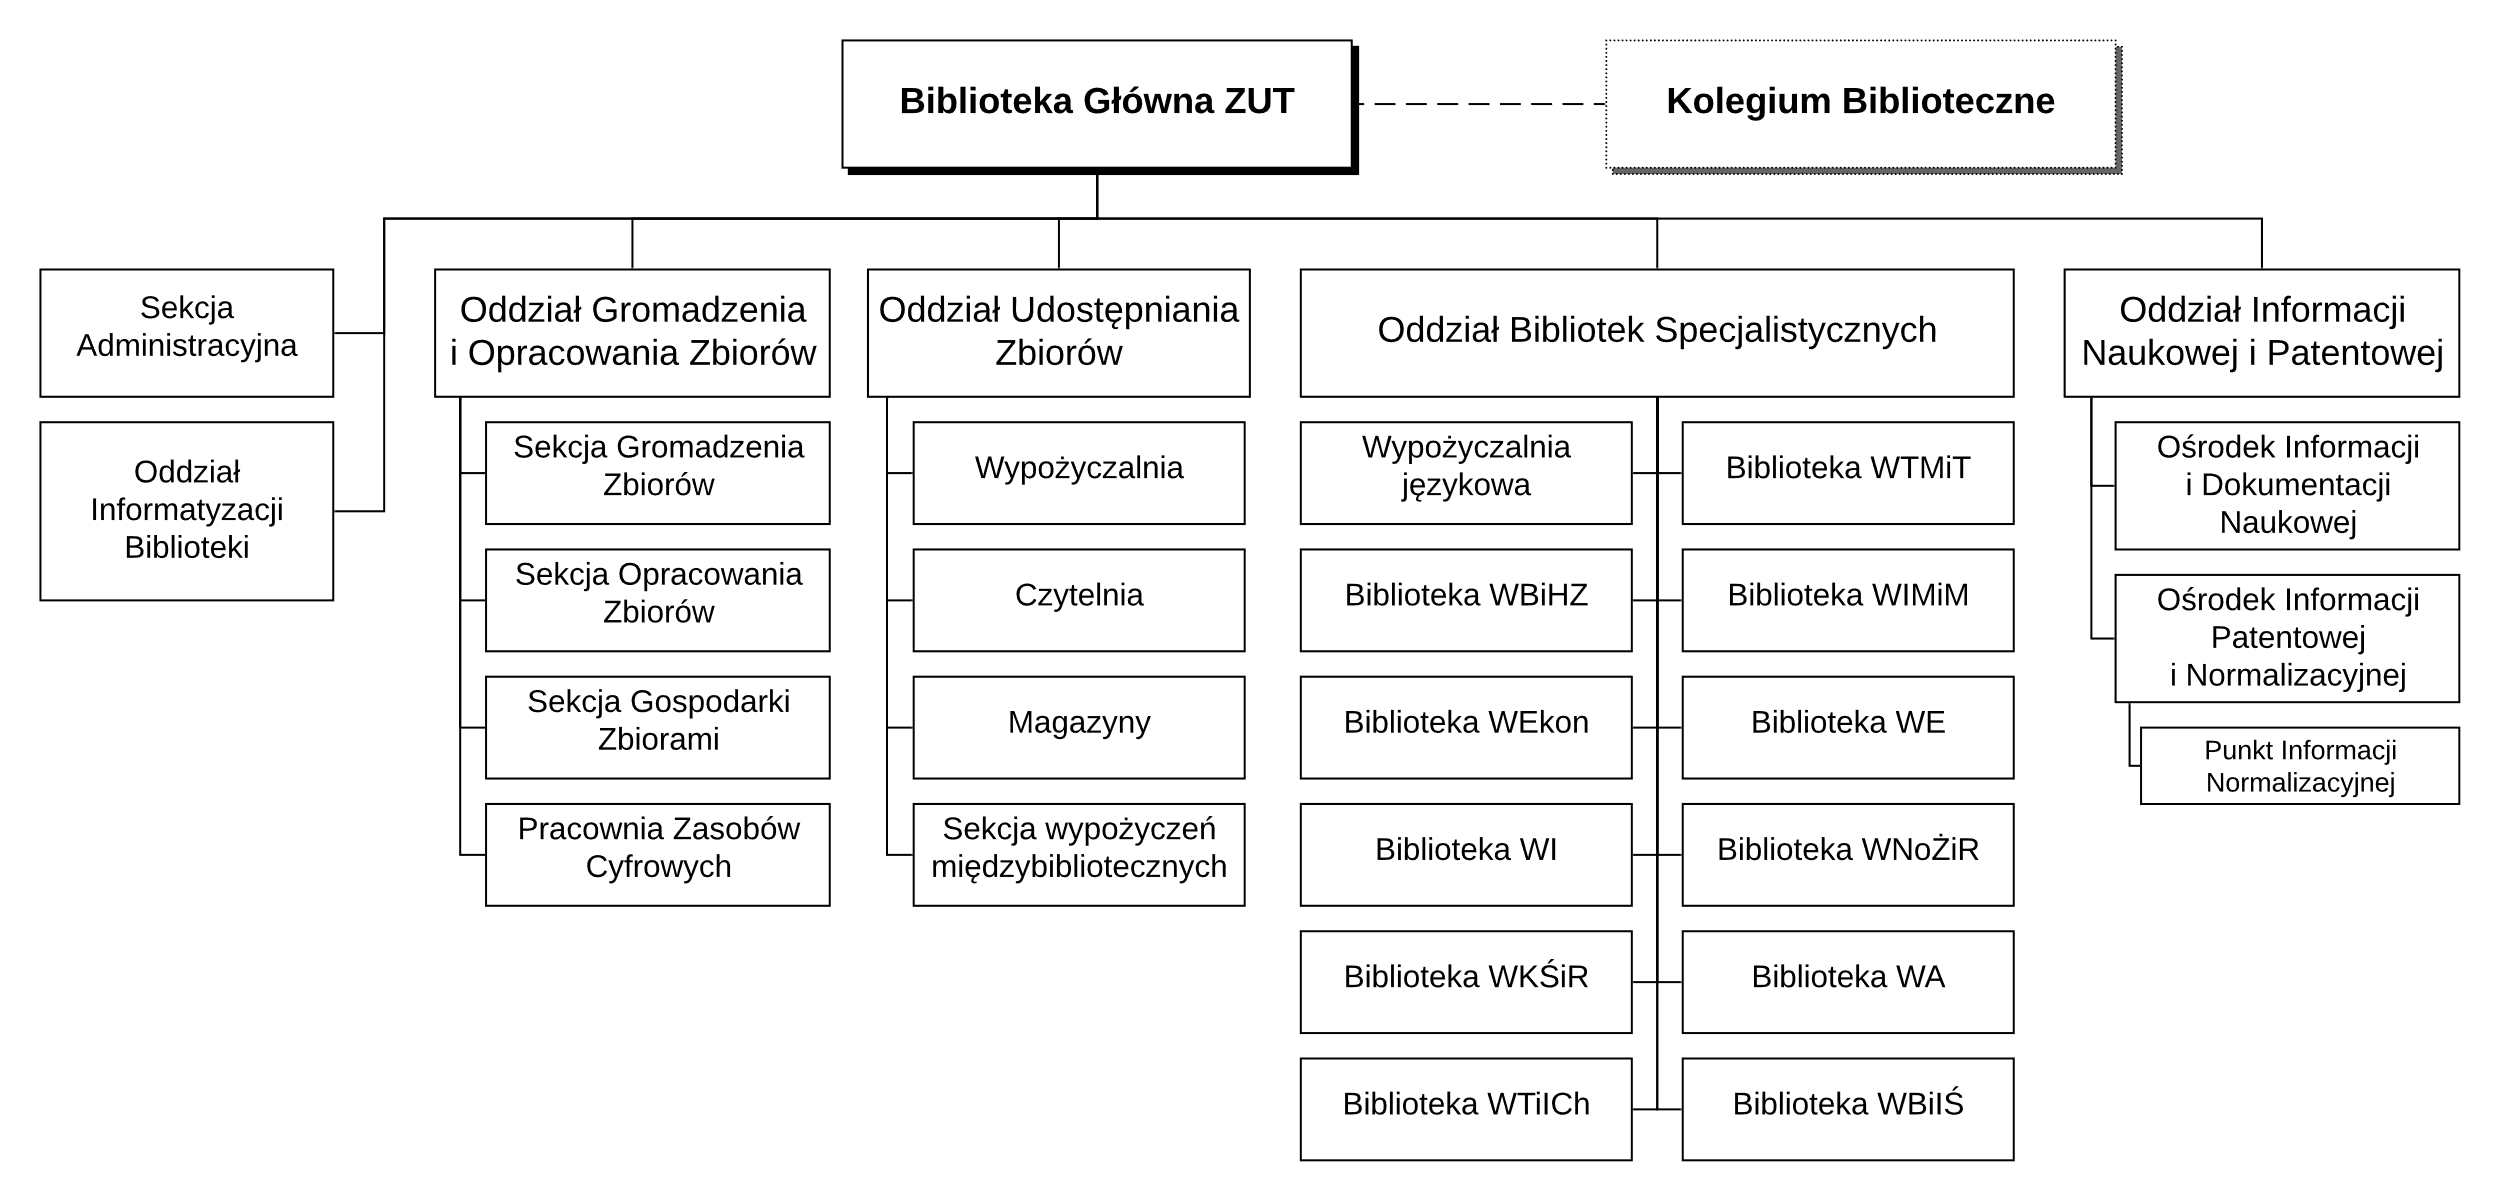 Biblioteka Główna ZUT
Kolegium Biblioteczne
Sekcja
Administracyjna
Oddział
Informatyzacji
Biblioteki
Oddział Gromadzenia
i Opracowania Zbiorów
Sekcja Gromadzenia
Zbiorów
Sekcja Opracowania
Zbiorów
Sekcja Gospodarki
Zbiorami
Pracownia Zasobów
Cyfrowych
Oddział Udostępniania
Zbiorów
Wypożyczalnia
Czytelnia
Magazyny
Sekcja wypożyczeń
międzybibliotecznych
Oddział Bibliotek Specjalistycznych
Wypożyczalnia
językowa
Biblioteka WBiHZ
Biblioteka WEkon
Biblioteka WI
Biblioteka WKŚiR
Biblioteka WTiICh
Biblioteka WTMiT
Biblioteka WIMiM
Biblioteka WE
Biblioteka WNoŻiR
Biblioteka WA
Biblioteka WBiIŚ
Oddział Informacji
Naukowej i Patentowej
Ośrodek Informacji
i Dokumentacji
Naukowej
Ośrodek Informacji
Patentowej
i Normalizacyjnej
Punkt Informacji
Normalizacyjnej